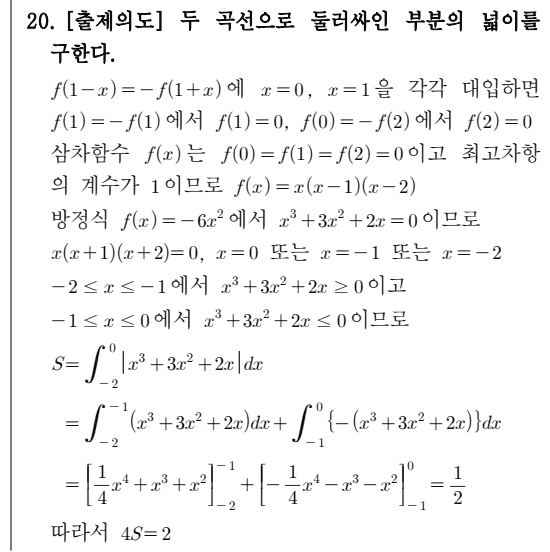 20. [출제의도] 두 곡선으로 둘러싸인 부분의 넓이를
구한다.
f(1−x)=−f(1+x)에 x=0, x=1을 각각 대입하면
f(1)=−f(1)에서 f(1)=0, f(0)=−f(2)에서 f(2)=0
삼차함수 f(x)는 f(0)=f(1)=f(2)=0이고 최고차항
의 계수가 1이므로 f(x)=x(x−1)(x−2)
방정식 f(x)=−6x²에서 x³+3x²+2x=0이므로
x(x+1)(x+2)=0, x=0 또는 x=−1 또는 x=−2
−2≤x≤−1에서 x³+3x²+2x≥0이고
−1≤x≤0에서 x³+3x²+2x≤0이므로
S=∫_{−2}^{0}|x³+3x²+2x|dx
=∫_{−2}^{−1}(x³+3x²+2x)dx+∫_{−1}^{0}{−(x³+3x²+2x)}dx
=[1/4x⁴+x³+x²]_{−2}^{−1}+[−1/4x⁴−x³−x²]_{−1}^{0}=1/2
따라서 4S=2